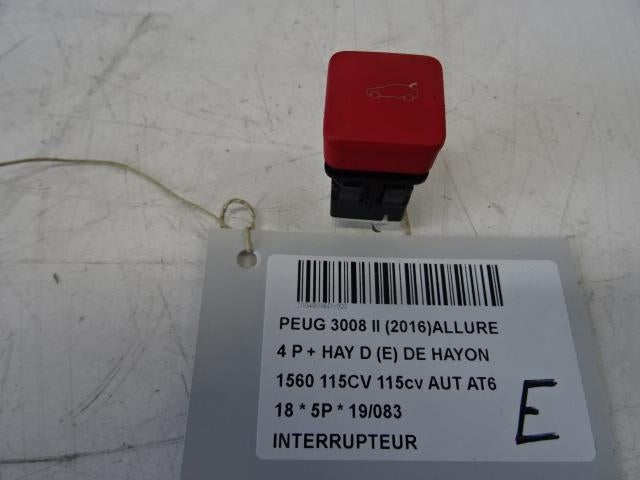 PEUG 3008 II (2016)ALLURE
4 P + HAY D (E) DE HAYON
1560 115CV 115cv AUT AT6
18 * 5P * 19/083
INTERRUPTEUR
E